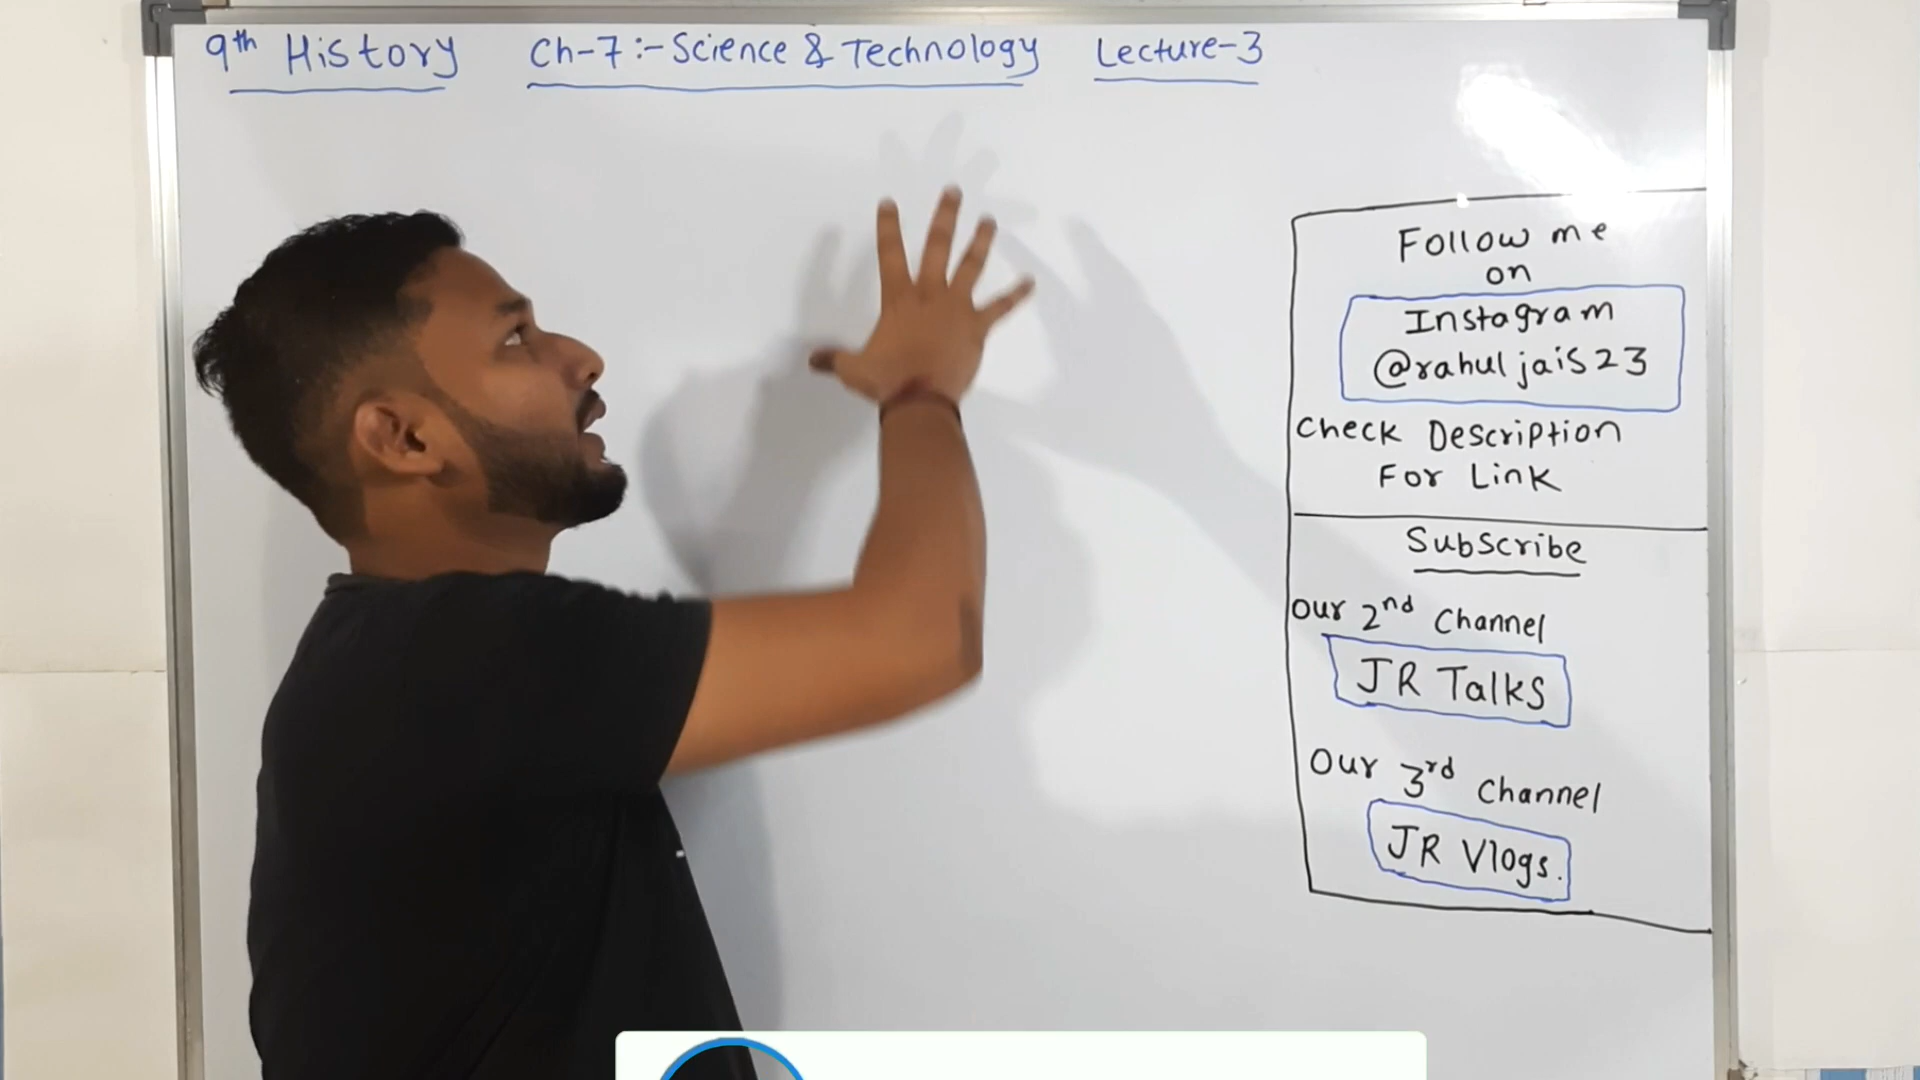 9th History Ch-7:- Science & Technology Lecture-3
Follow me
on
Instagram
@rahuljais23
Check Description
For Link
Subscribe
Our 2nd Channel
JR Talks
Our 3rd Channel
JR Vlogs.